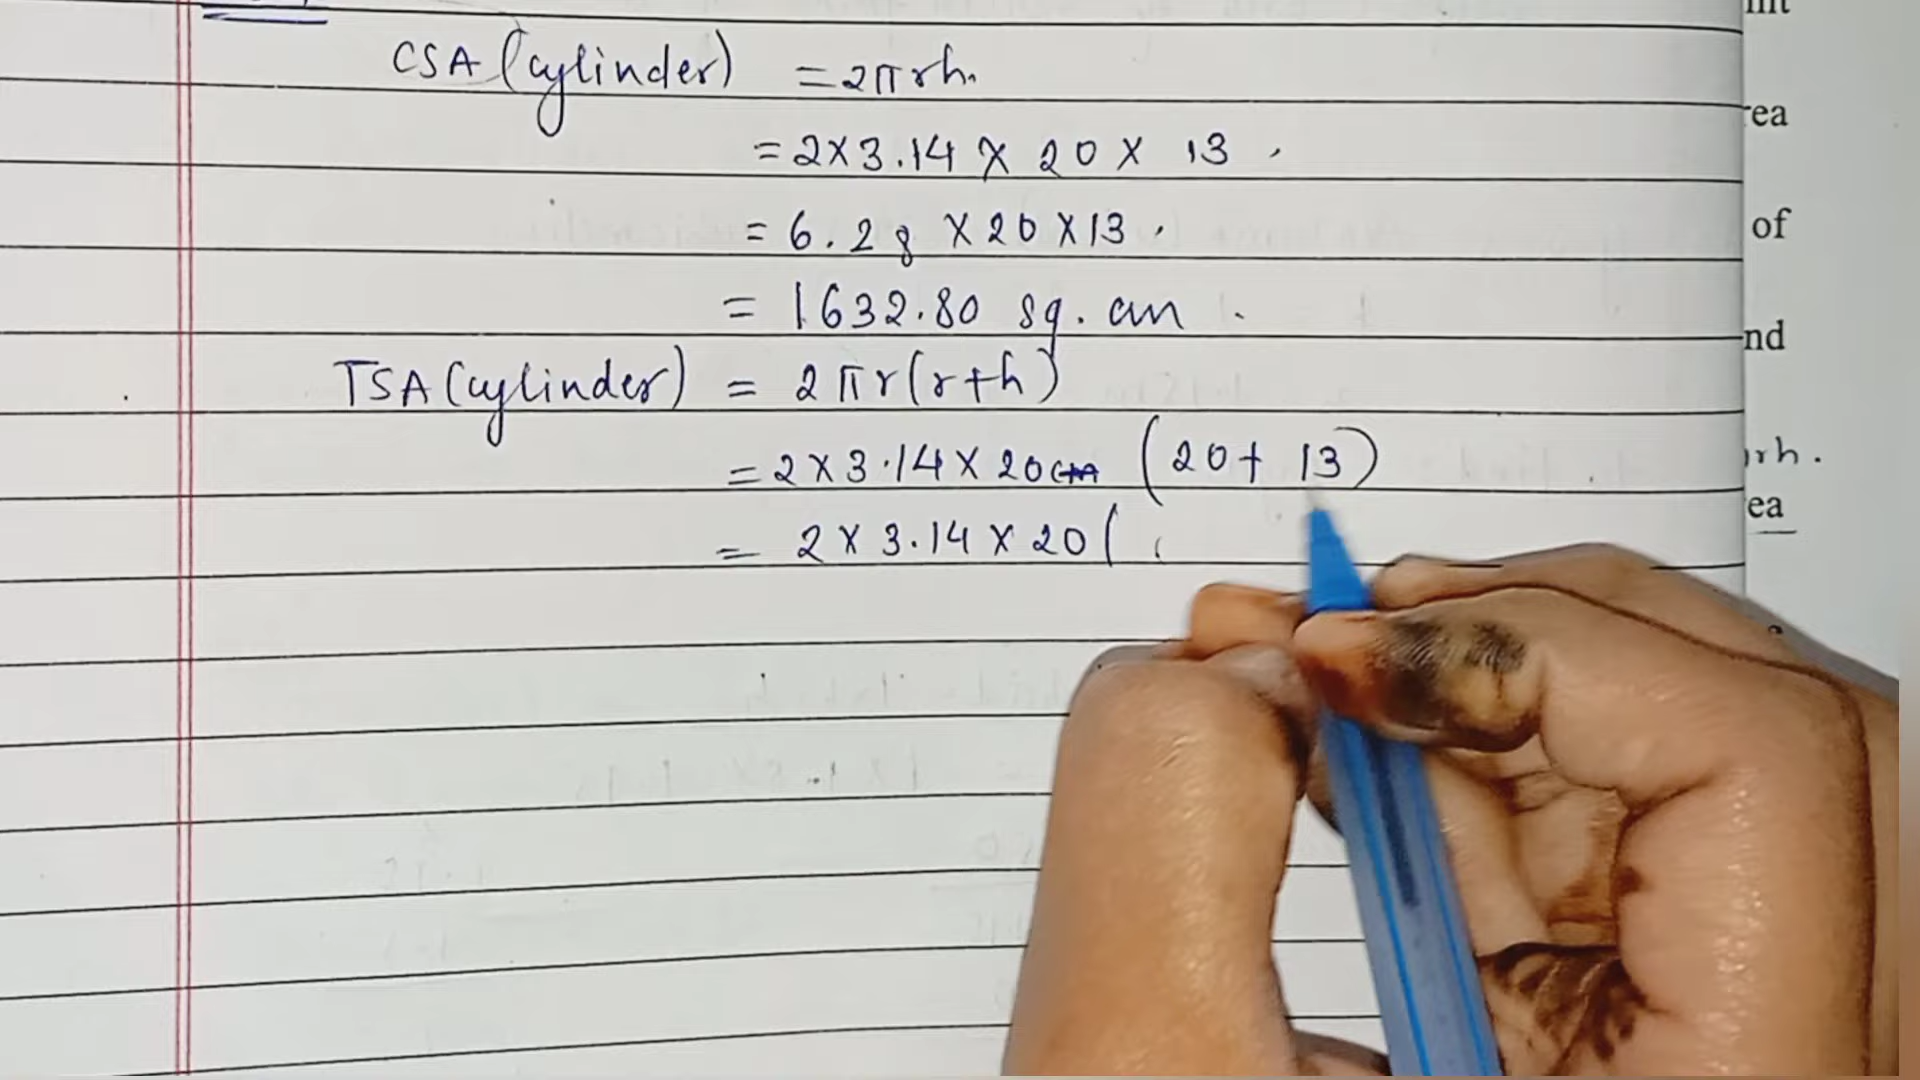 CSA (cylinder) = 2πrh.
= 2 x 3.14 x 20 x 13.
= 6.28 x 20 x 13.
= 1632.80 sq. cm.
TSA (cylinder) = 2πr(r+h)
= 2 x 3.14 x 20cm (20 + 13)
= 2 x 3.14 x 20 (
ea
of
nd
rh.
ea